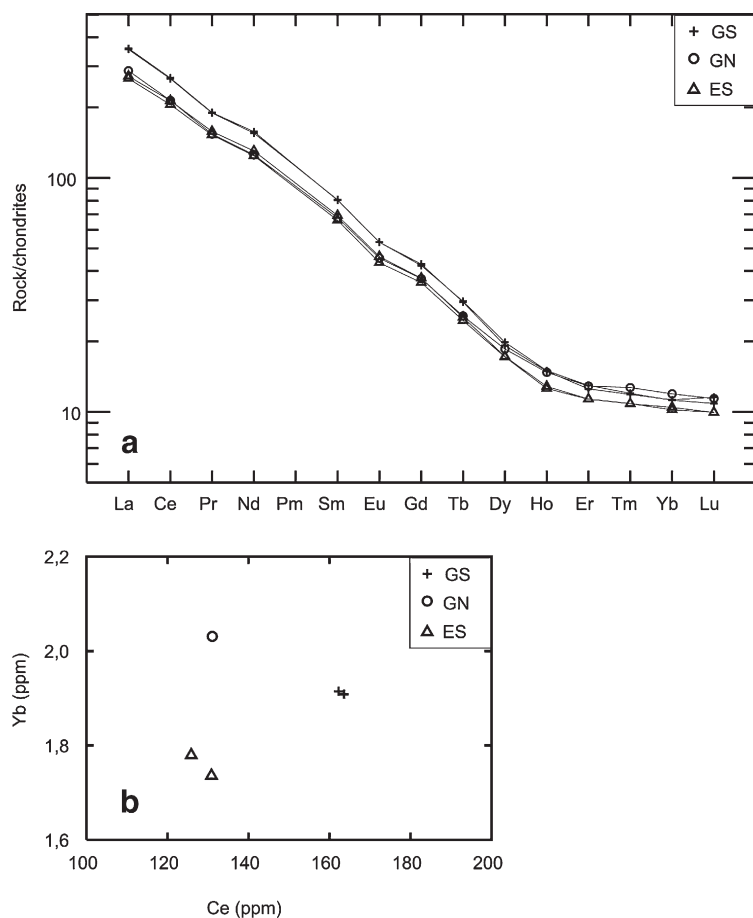 GS
GN
ES
100
10
Rock/chondrites
a
La Ce Pr Nd Pm Sm Eu Gd Tb Dy Ho Er Tm Yb Lu
2,2
2,0
1,8
1,6
Yb (ppm)
GS
GN
ES
b
100 120 140 160 180 200
Ce (ppm)